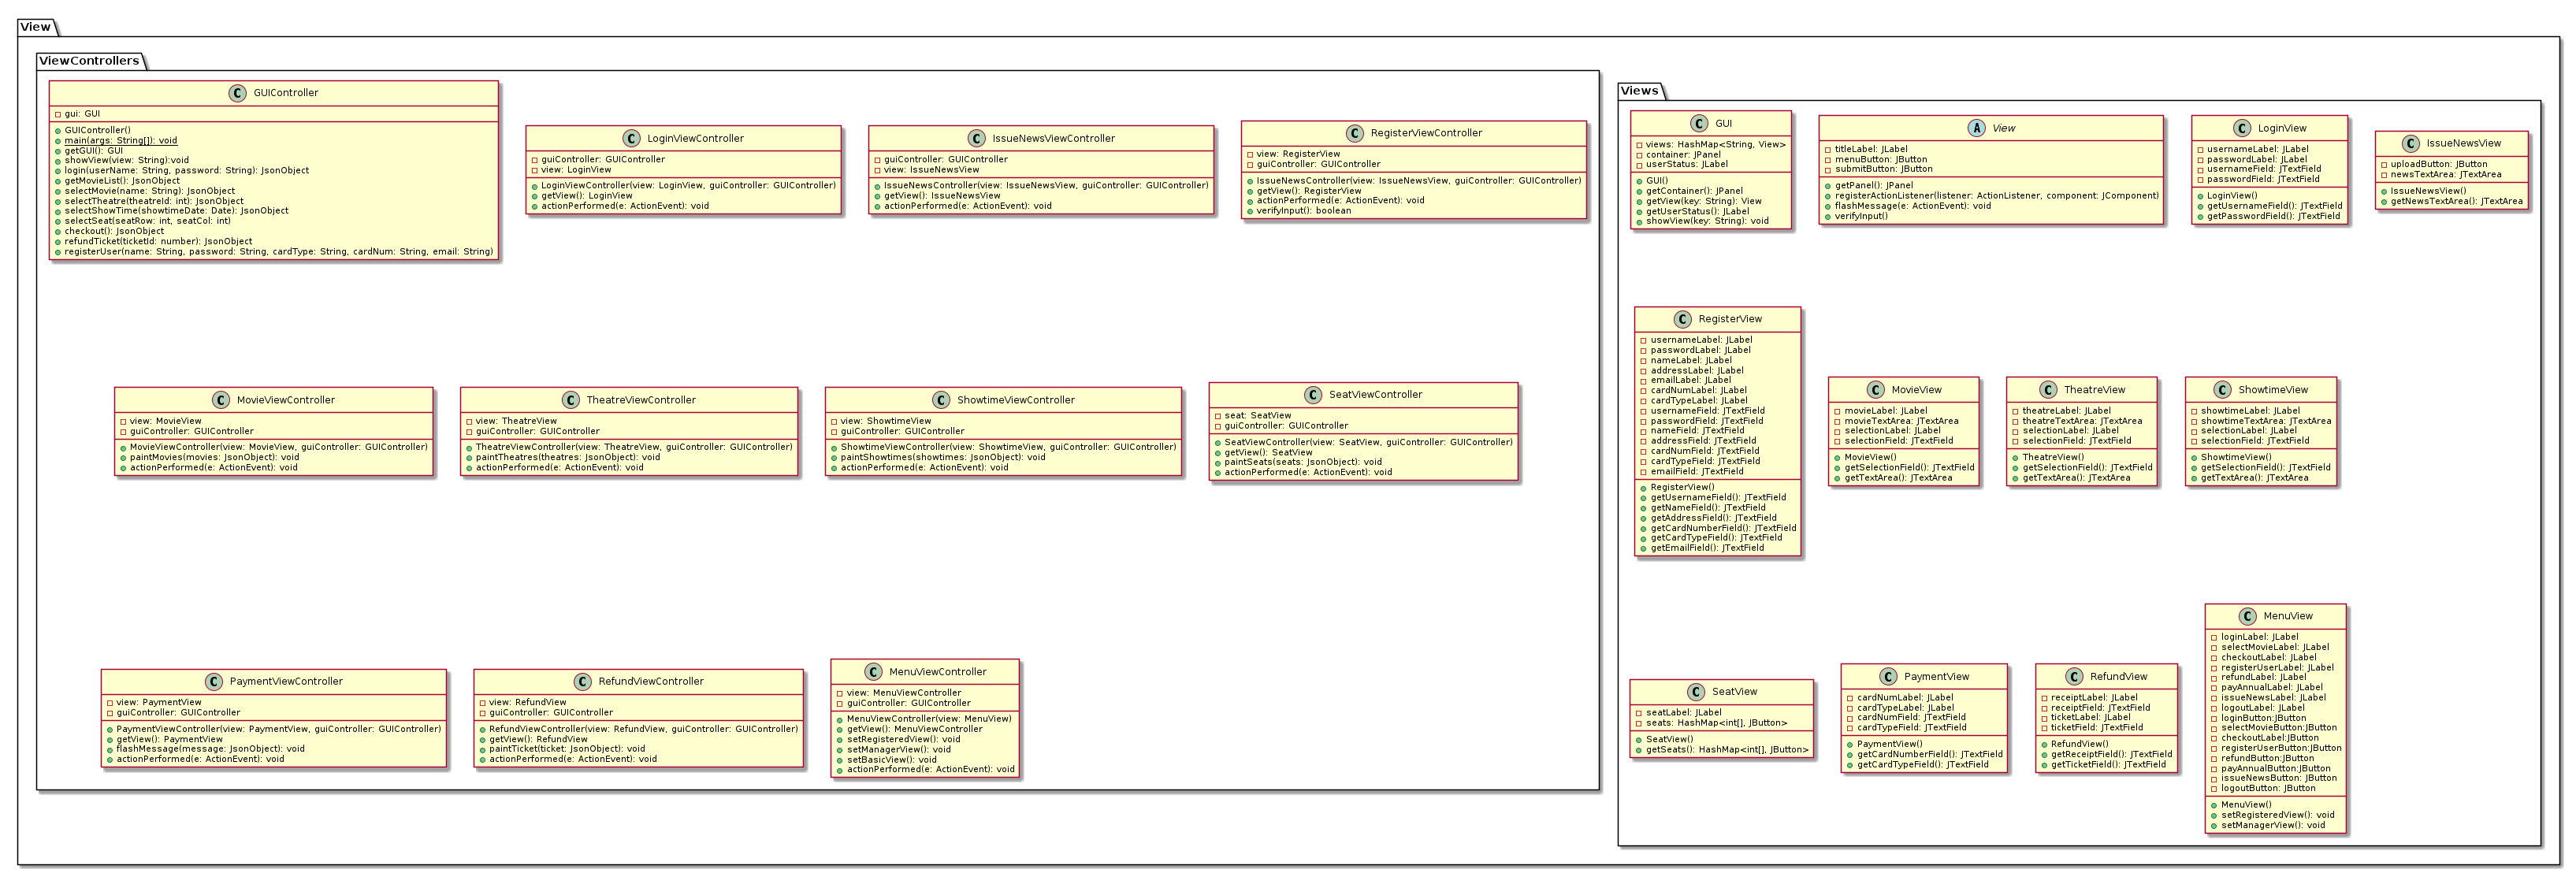 View
ViewControllers
C GUIController
gui: GUI
GUIController()
main(args: String[]): void
getGUI(): GUI
showView(view: String):void
login(userName: String, password: String): JsonObject
getMovieList(): JsonObject
selectMovie(name: String): JsonObject
selectTheatre(theatreId: int): JsonObject
selectShowTime(showtimeDate: Date): JsonObject
selectSeat(seatRow: int, seatCol: int)
checkout(): JsonObject
refundTicket(ticketId: number): JsonObject
registerUser(name: String, password: String, cardType: String, cardNum: String, email: String)
C LoginViewController
guiController: GUIController
view: LoginView
LoginViewController(view: LoginView, guiController: GUIController)
getView(): LoginView
actionPerformed(e: ActionEvent): void
C IssueNewsViewController
guiController: GUIController
view: IssueNewsView
IssueNewsController(view: IssueNewsView, guiController: GUIController)
getView(): IssueNewsView
actionPerformed(e: ActionEvent): void
C RegisterViewController
view: RegisterView
guiController: GUIController
IssueNewsController(view: IssueNewsView, guiController: GUIController)
getView(): RegisterView
actionPerformed(e: ActionEvent): void
verifyInput(): boolean
C MovieViewController
view: MovieView
guiController: GUIController
MovieViewController(view: MovieView, guiController: GUIController)
paintMovies(movies: JsonObject): void
actionPerformed(e: ActionEvent): void
C TheatreViewController
view: TheatreView
guiController: GUIController
TheatreViewController(view: TheatreView, guiController: GUIController)
paintTheatres(theatres: JsonObject): void
actionPerformed(e: ActionEvent): void
C ShowtimeViewController
view: ShowtimeView
guiController: GUIController
ShowtimeViewController(view: ShowtimeView, guiController: GUIController)
paintShowtimes(showtimes: JsonObject): void
actionPerformed(e: ActionEvent): void
C SeatViewController
seat: SeatView
guiController: GUIController
SeatViewController(view: SeatView, guiController: GUIController)
getView(): SeatView
paintSeats(seats: JsonObject): void
actionPerformed(e: ActionEvent): void
C PaymentViewController
view: PaymentView
guiController: GUIController
PaymentViewController(view: PaymentView, guiController: GUIController)
getView(): PaymentView
flashMessage(message: JsonObject): void
actionPerformed(e: ActionEvent): void
C RefundViewController
view: RefundView
guiController: GUIController
RefundViewController(view: RefundView, guiController: GUIController)
getView(): RefundView
paintTicket(ticket: JsonObject): void
actionPerformed(e: ActionEvent): void
C MenuViewController
view: MenuViewController
guiController: GUIController
MenuViewController(view: MenuView)
getView(): MenuViewController
setRegisteredView(): void
setManagerView(): void
setBasicView(): void
actionPerformed(e: ActionEvent): void
Views
C GUI
views: HashMap<String, View>
container: JPanel
userStatus: JLabel
GUI()
getContainer(): JPanel
getView(key: String): View
getUserStatus(): JLabel
showView(key: String): void
A View
titleLabel: JLabel
menuButton: JButton
submitButton: JButton
getPanel(): JPanel
registerActionListener(listener: ActionListener, component: JComponent)
flashMessage(e: ActionEvent): void
verifyInput()
C LoginView
usernameLabel: JLabel
passwordLabel: JLabel
usernameField: JTextField
passwordField: JTextField
LoginView()
getUsernameField(): JTextField
getPasswordField(): JTextField
C IssueNewsView
uploadButton: JButton
newsTextArea: JTextArea
IssueNewsView()
getNewsTextArea(): JTextArea
C RegisterView
usernameLabel: JLabel
passwordLabel: JLabel
nameLabel: JLabel
addressLabel: JLabel
emailLabel: JLabel
cardNumLabel: JLabel
cardTypeLabel: JLabel
usernameField: JTextField
passwordField: JTextField
nameField: JTextField
addressField: JTextField
cardNumField: JTextField
cardTypeField: JTextField
emailField: JTextField
RegisterView()
getUsernameField(): JTextField
getNameField(): JTextField
getAddressField(): JTextField
getCardNumberField(): JTextField
getCardTypeField(): JTextField
getEmailField(): JTextField
C MovieView
movieLabel: JLabel
movieTextArea: JTextArea
selectionLabel: JLabel
selectionField: JTextField
MovieView()
getSelectionField(): JTextField
getTextArea(): JTextArea
C TheatreView
theatreLabel: JLabel
theatreTextArea: JTextArea
selectionLabel: JLabel
selectionField: JTextField
TheatreView()
getSelectionField(): JTextField
getTextArea(): JTextArea
C ShowtimeView
showtimeLabel: JLabel
showtimeTextArea: JTextArea
selectionLabel: JLabel
selectionField: JTextField
ShowtimeView()
getSelectionField(): JTextField
getTextArea(): JTextArea
C SeatView
seatLabel: JLabel
seats: HashMap<int[], JButton>
SeatView()
getSeats(): HashMap<int[], JButton>
C PaymentView
cardNumLabel: JLabel
cardTypeLabel: JLabel
cardNumField: JTextField
cardTypeField: JTextField
PaymentView()
getCardNumberField(): JTextField
getCardTypeField(): JTextField
C RefundView
receiptLabel: JLabel
receiptField: JTextField
ticketLabel: JLabel
ticketField: JTextField
RefundView()
getReceiptField(): JTextField
getTicketField(): JTextField
C MenuView
loginLabel: JLabel
selectMovieLabel: JLabel
checkoutLabel: JLabel
registerUserLabel: JLabel
refundLabel: JLabel
payAnnualLabel: JLabel
issueNewsLabel: JLabel
logoutLabel: JLabel
loginButton:JButton
selectMovieButton:JButton
checkoutLabel:JButton
registerUserButton:JButton
refundButton:JButton
payAnnualButton:JButton
issueNewsButton: JButton
logoutButton: JButton
MenuView()
setRegisteredView(): void
setManagerView(): void